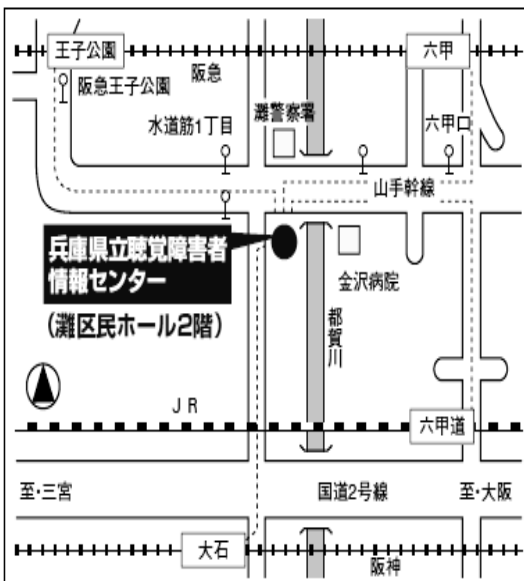 王子公園
六甲
阪急
阪急王子公園
水道筋1丁目
灘警察署
六甲口
山手幹線
兵庫県立聴覚障害者
情報センター
(灘区民ホール2階)
金沢病院
都賀川
JR
六甲道
至・三宮
国道2号線
至・大阪
大石
阪神